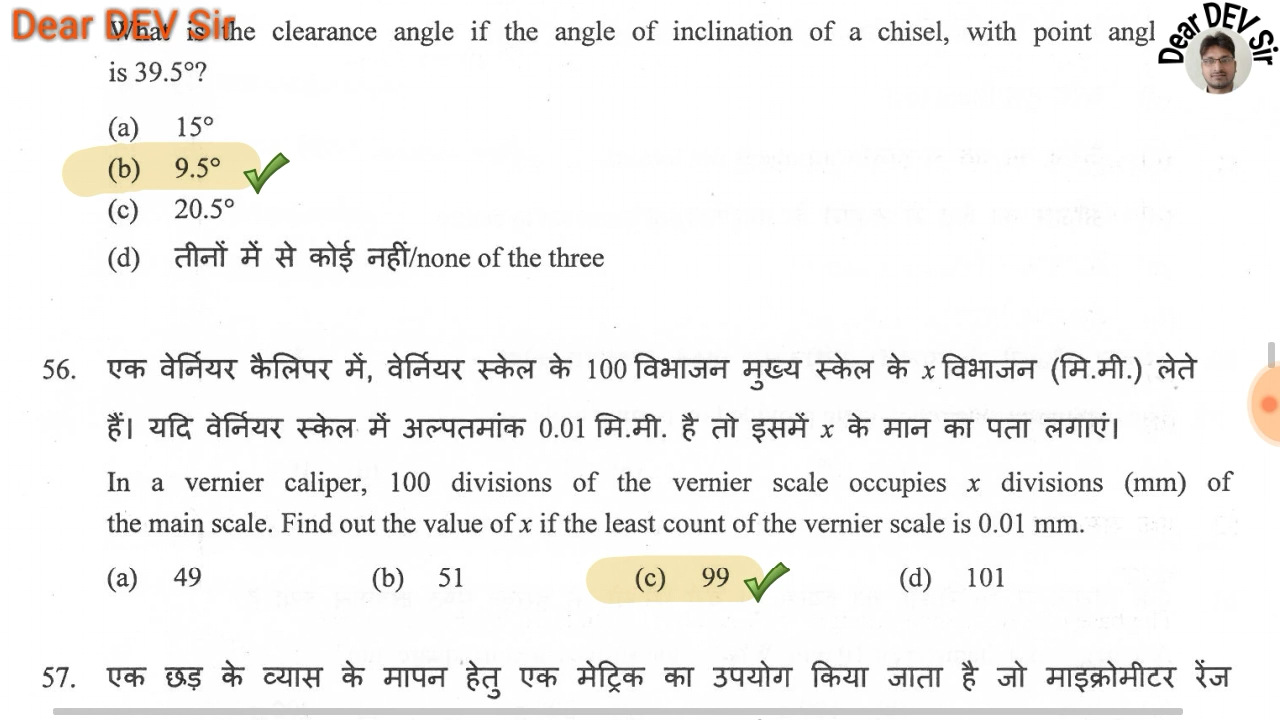 Dear DEV Sir
Dear DEV Sir
What is the clearance angle if the angle of inclination of a chisel, with point angl
is 39.5°?
(a) 15°
(b) 9.5°
(c) 20.5°
(d) तीनों में से कोई नहीं/none of the three
56. एक वेर्नियर कैलिपर में, वेर्नियर स्केल के 100 विभाजन मुख्य स्केल के x विभाजन (मि.मी.) लेते
हैं। यदि वेर्नियर स्केल में अल्पतमांक 0.01 मि.मी. है तो इसमें x के मान का पता लगाएं।
In a vernier caliper, 100 divisions of the vernier scale occupies x divisions (mm) of
the main scale. Find out the value of x if the least count of the vernier scale is 0.01 mm.
(a) 49 (b) 51 (c) 99 (d) 101
57. एक छड़ के व्यास के मापन हेतु एक मेट्रिक का उपयोग किया जाता है जो माइक्रोमीटर रेंज